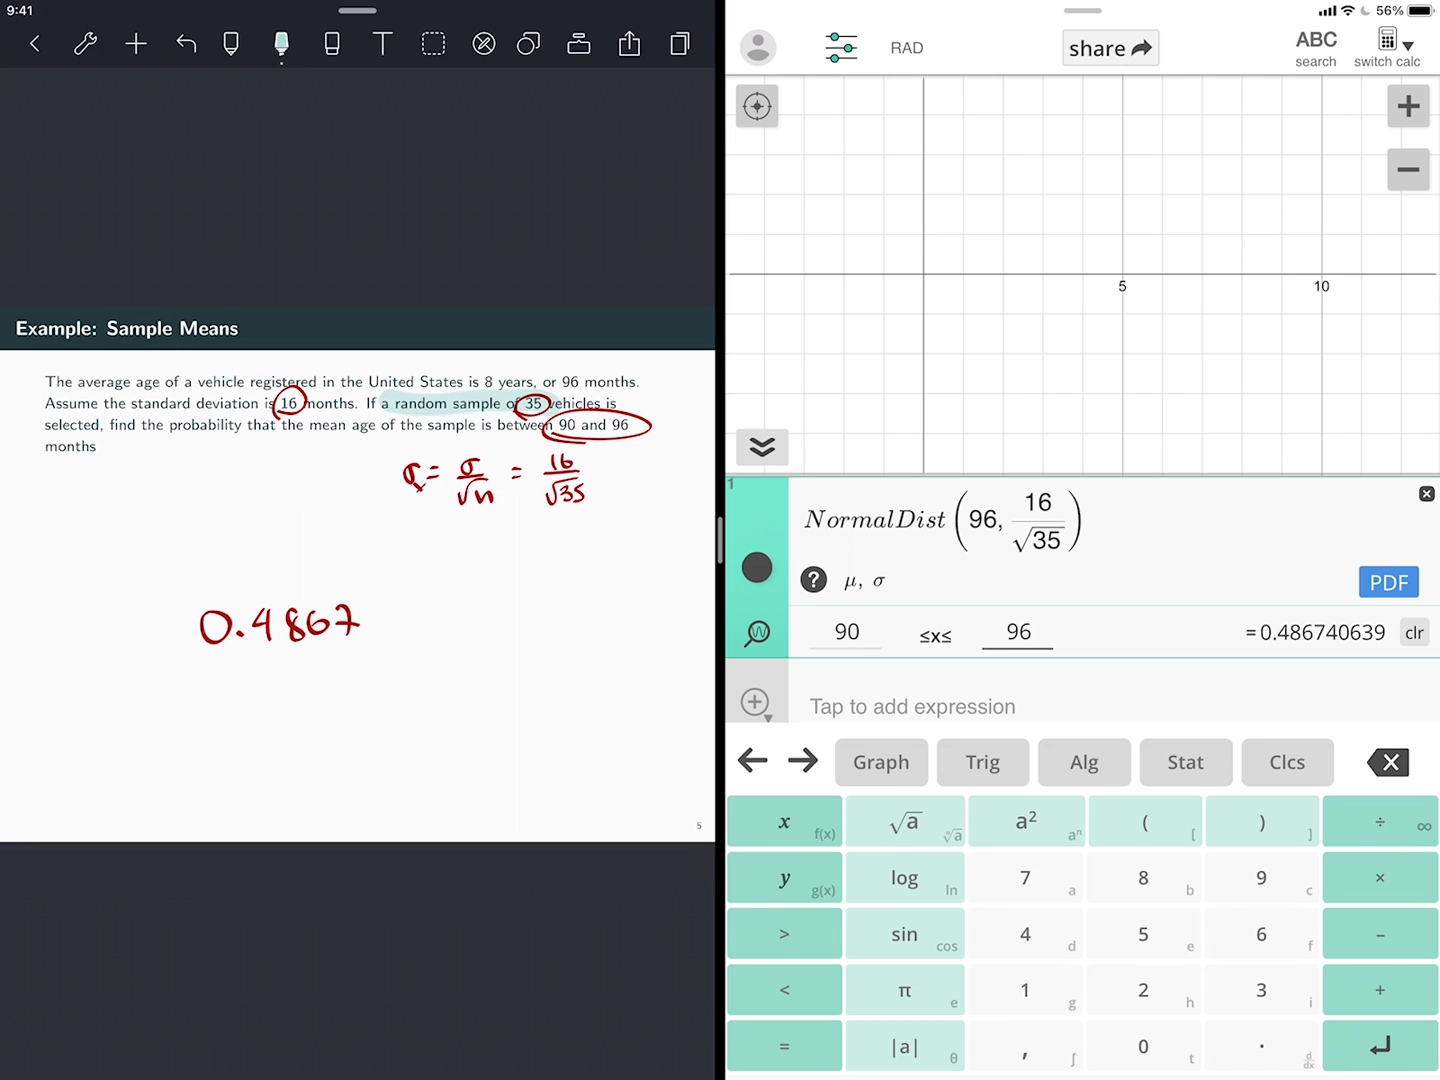 9:41
56%
T
RAD
share
ABC
search
switch calc
5
10
Example: Sample Means
The average age of a vehicle registered in the United States is 8 years, or 96 months.
Assume the standard deviation is 16 months. If a random sample of 35 vehicles is
selected, find the probability that the mean age of the sample is between 90 and 96
months
σx̄ = σ/√n = 16/√35
0.4867
5
1
NormalDist(96, 16/√35)
? μ, σ
PDF
90 ≤x≤ 96 =0.486740639 clr
Tap to add expression
Graph Trig Alg Stat Clcs
x f(x) √a ⁿ√a a² aⁿ ( [ ) ] ÷ ∞
y g(x) log ln 7 a 8 b 9 c ×
> sin cos 4 d 5 e 6 f −
< π e 1 g 2 h 3 i +
= |a| θ , ∫ 0 t . d/dx